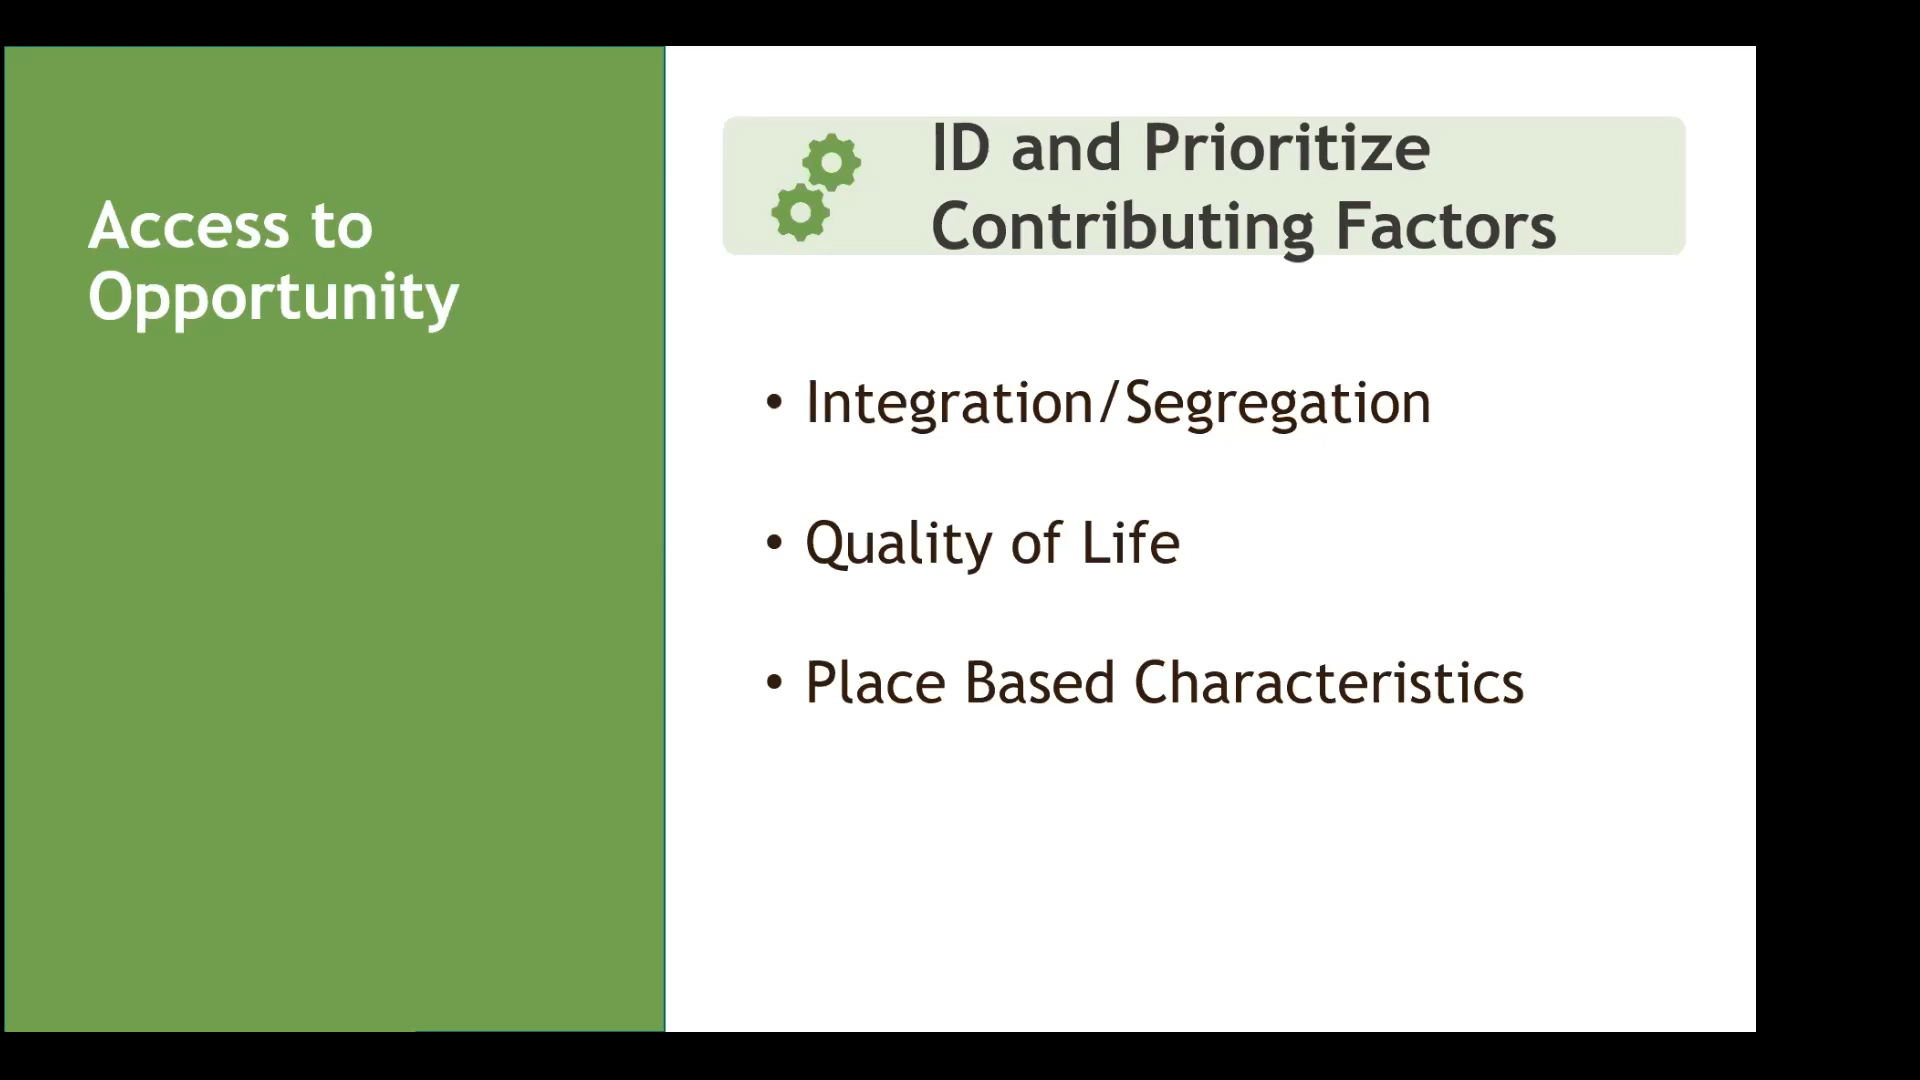 Access to
Opportunity
ID and Prioritize
Contributing Factors
• Integration/Segregation
• Quality of Life
• Place Based Characteristics